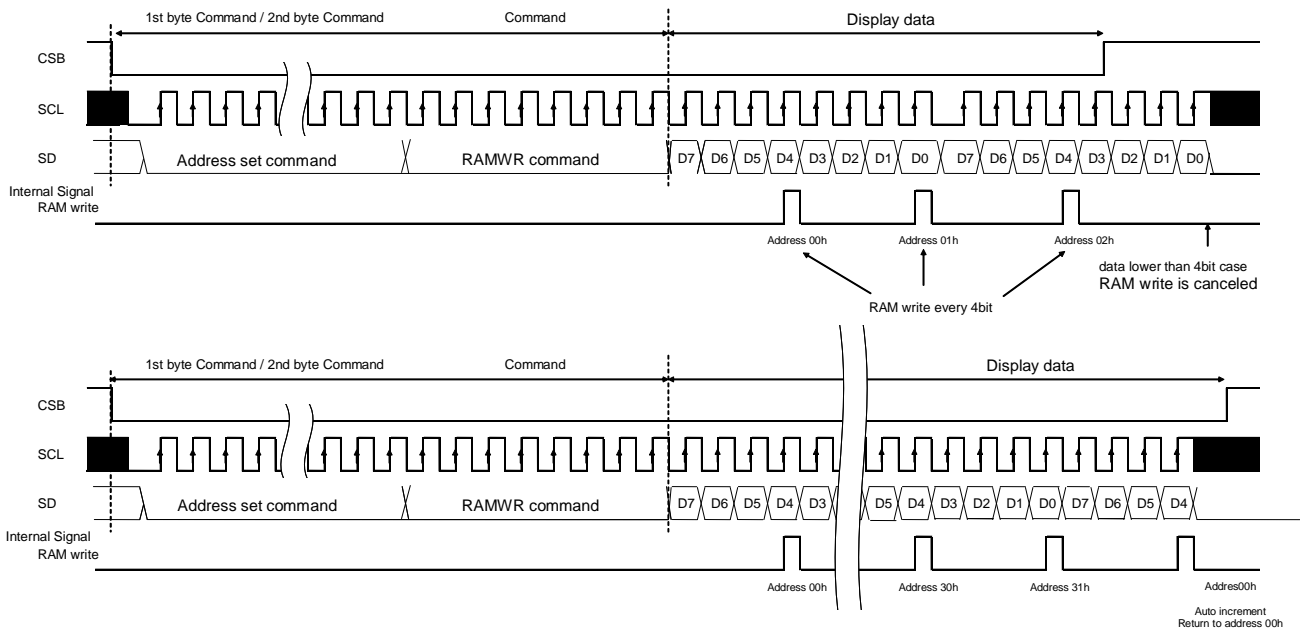 1st byte Command / 2nd byte Command Command Display data
CSB
SCL
SD Address set command RAMWR command D7 D6 D5 D4 D3 D2 D1 D0 D7 D6 D5 D4 D3 D2 D1 D0
Internal Signal
RAM write
Address 00h Address 01h Address 02h
data lower than 4bit case
RAM write is canceled
RAM write every 4bit
1st byte Command / 2nd byte Command Command Display data
CSB
SCL
SD Address set command RAMWR command D7 D6 D5 D4 D3 D5 D4 D3 D2 D1 D0 D7 D6 D5 D4
Internal Signal
RAM write
Address 00h Address 30h Address 31h Addres00h
Auto increment
Return to address 00h